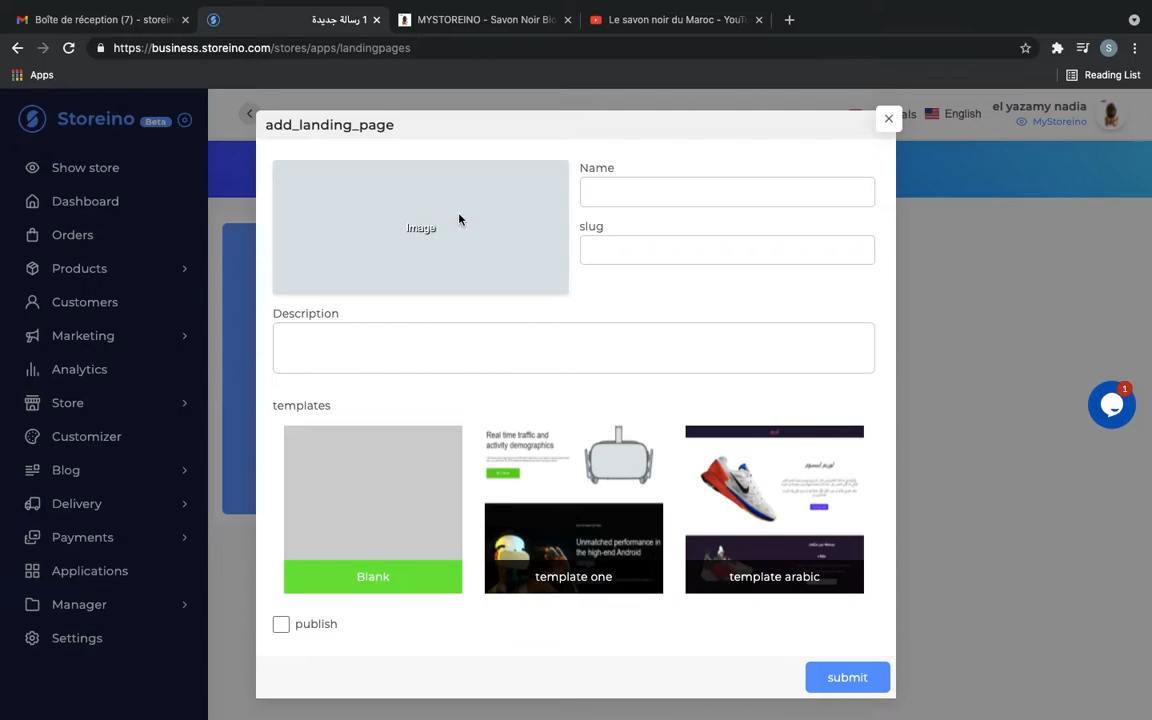 Boîte de réception (7) - storein
1 رسالة جديدة
MYSTOREINO - Savon Noir Blo
Le savon noir du Maroc - YouTu
https://business.storeino.com/stores/apps/landingpages
S
Apps
Reading List
Storeino Beta
als
English
el yazamy nadia
MyStoreino
Show store
Dashboard
Orders
Products
Customers
Marketing
Analytics
Store
Customizer
Blog
Delivery
Payments
Applications
Manager
Settings
add_landing_page
Image
Name
slug
Description
templates
Blank
Real time traffic and
activity demographics
Unmatched performance in
the high-end Android
template one
template arabic
publish
submit
1